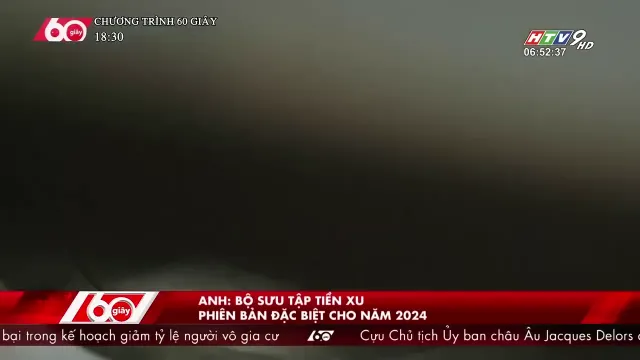 60 giây
CHƯƠNG TRÌNH 60 GIÂY
18:30
HTV9 HD
06:52:37
ANH: BỘ SƯU TẬP TIỀN XU
PHIÊN BẢN ĐẶC BIỆT CHO NĂM 2024
60 giây
bại trong kế hoạch giảm tỷ lệ người vô gia cư
60
Cựu Chủ tịch Ủy ban châu Âu Jacques Delors